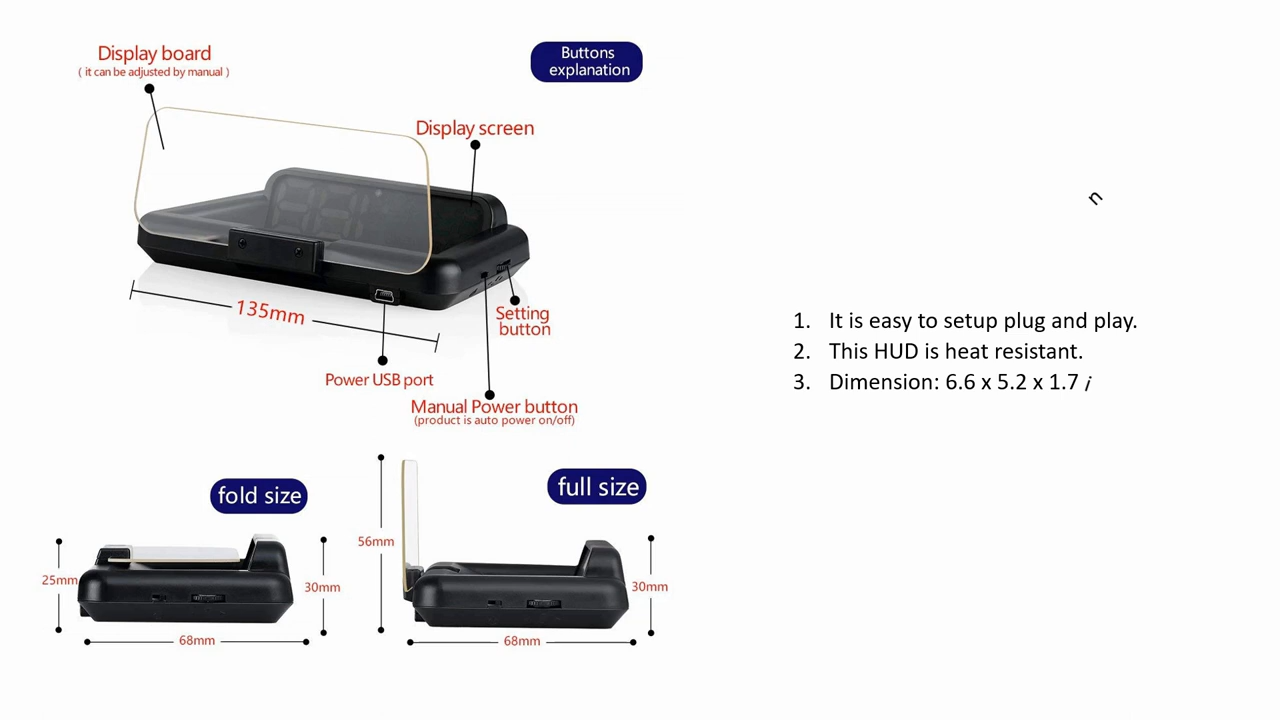 Display board
( it can be adjusted by manual )
Buttons
explanation
Display screen
135mm
Setting
button
Power USB port
Manual Power button
(product is auto power on/off)
fold size
full size
25mm
30mm
68mm
56mm
30mm
68mm
n
1. It is easy to setup plug and play.
2. This HUD is heat resistant.
3. Dimension: 6.6 x 5.2 x 1.7 i